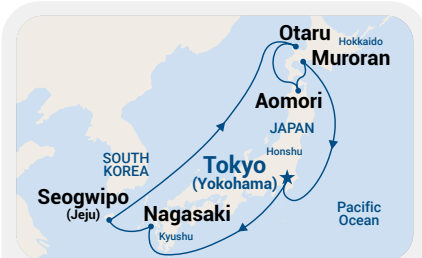 Otaru
Hokkaido
Muroran
Aomori
JAPAN
Honshu
SOUTH
KOREA
Tokyo
(Yokohama)
Seogwipo
(Jeju)
Nagasaki
Kyushu
Pacific
Ocean